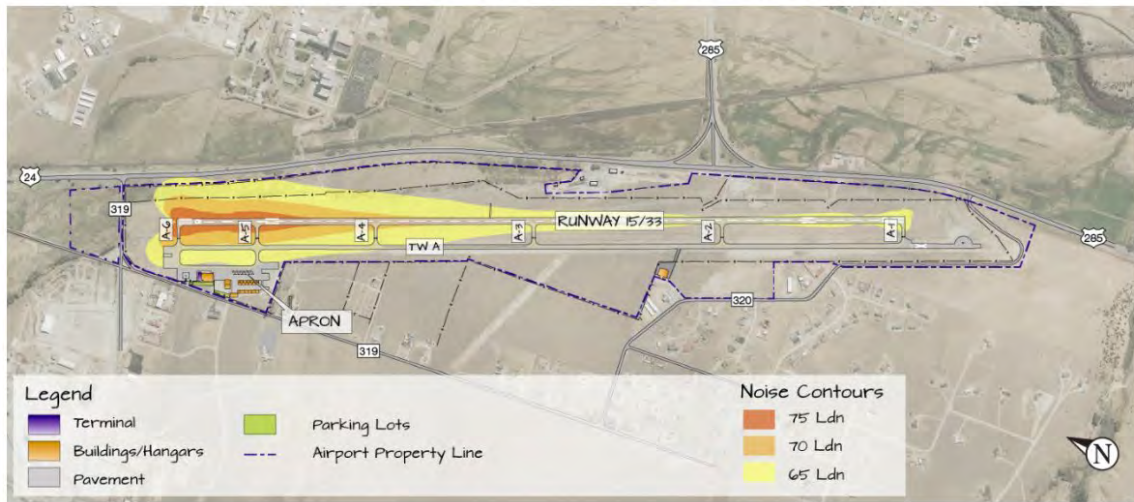 285
24
319
A-6
A-5
A-4
A-3
RUNWAY 15/33
A-2
A-1
TW A
285
320
APRON
319
Legend
Terminal
Buildings/Hangars
Pavement
Parking Lots
Airport Property Line
Noise Contours
75 Ldn
70 Ldn
65 Ldn
N